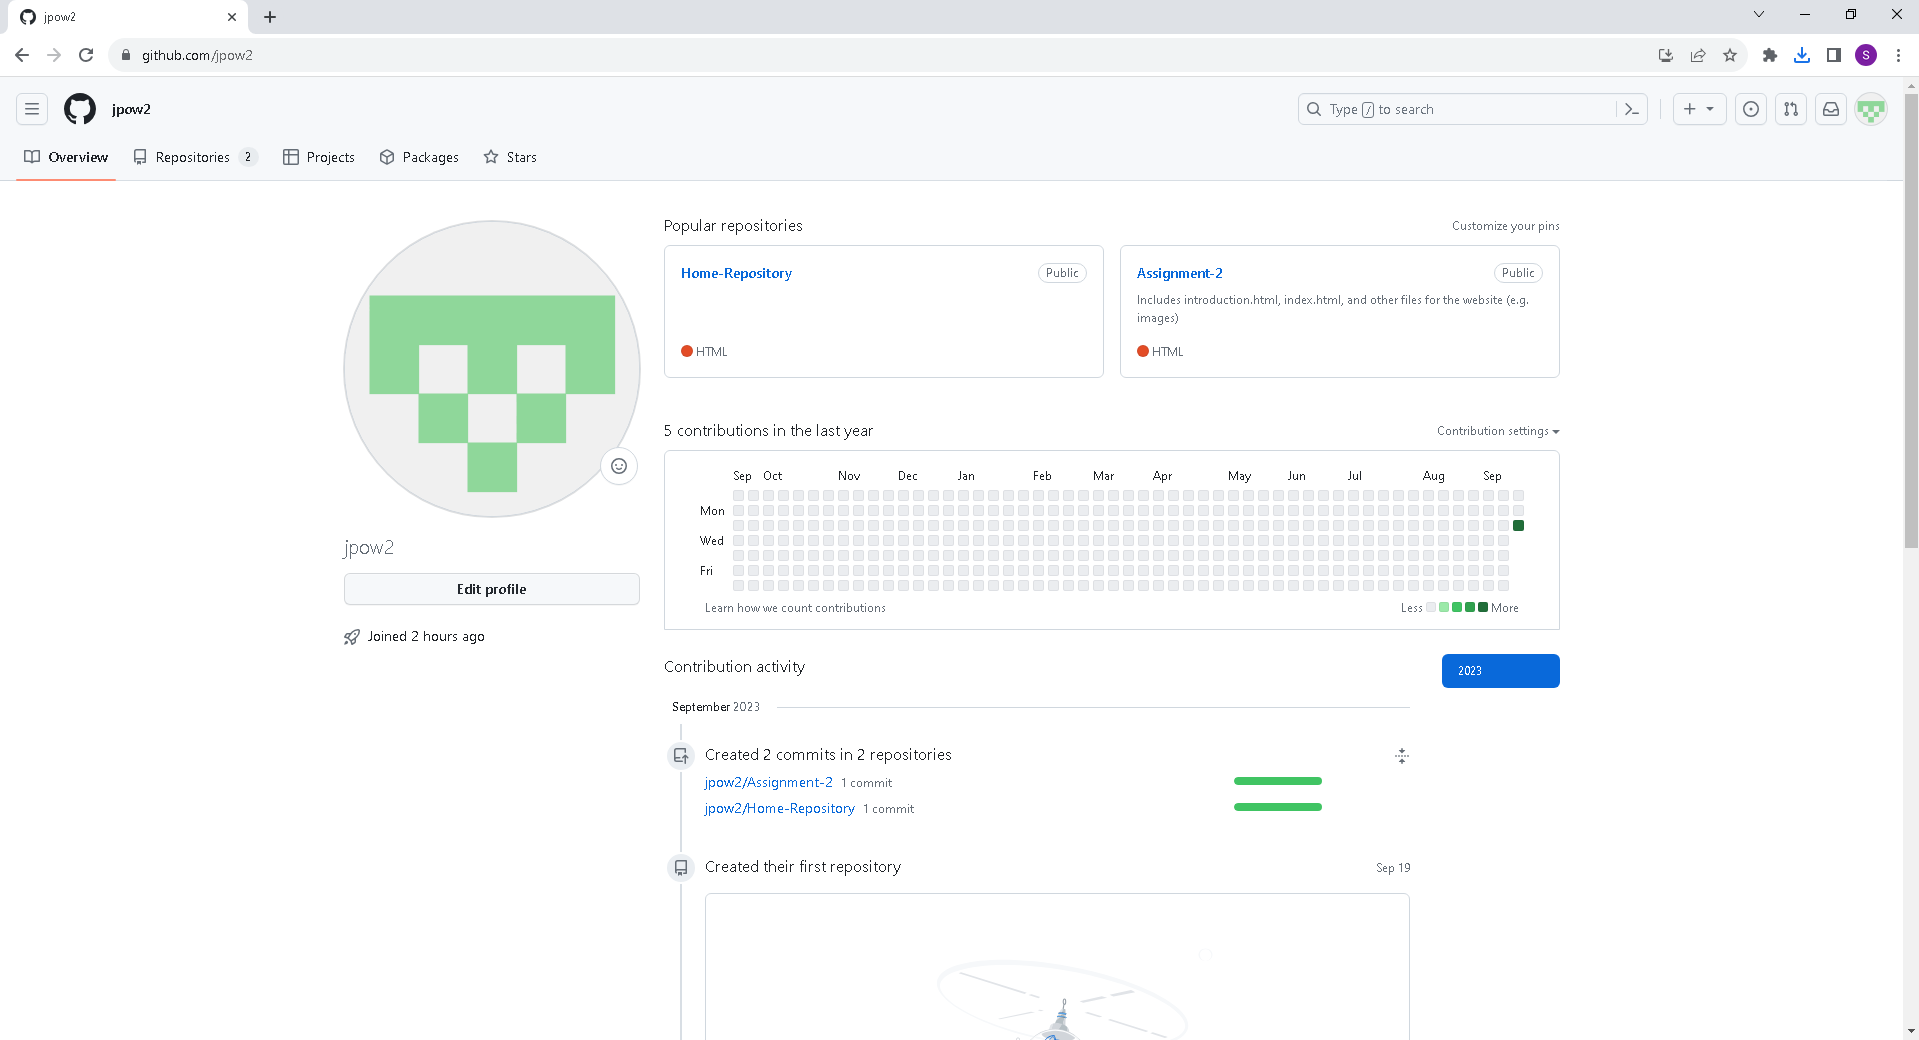 jpow2
github.com/jpow2
S
jpow2
Type / to search
Overview
Repositories 2
Projects
Packages
Stars
Popular repositories
Customize your pins
Home-Repository
Public
HTML
Assignment-2
Public
Includes introduction.html, index.html, and other files for the website (e.g.
images)
HTML
5 contributions in the last year
Contribution settings
Sep Oct Nov Dec Jan Feb Mar Apr May Jun Jul Aug Sep
Mon
Wed
Fri
Learn how we count contributions
Less More
jpow2
Edit profile
Joined 2 hours ago
Contribution activity
2023
September 2023
Created 2 commits in 2 repositories
jpow2/Assignment-2 1 commit
jpow2/Home-Repository 1 commit
Created their first repository
Sep 19